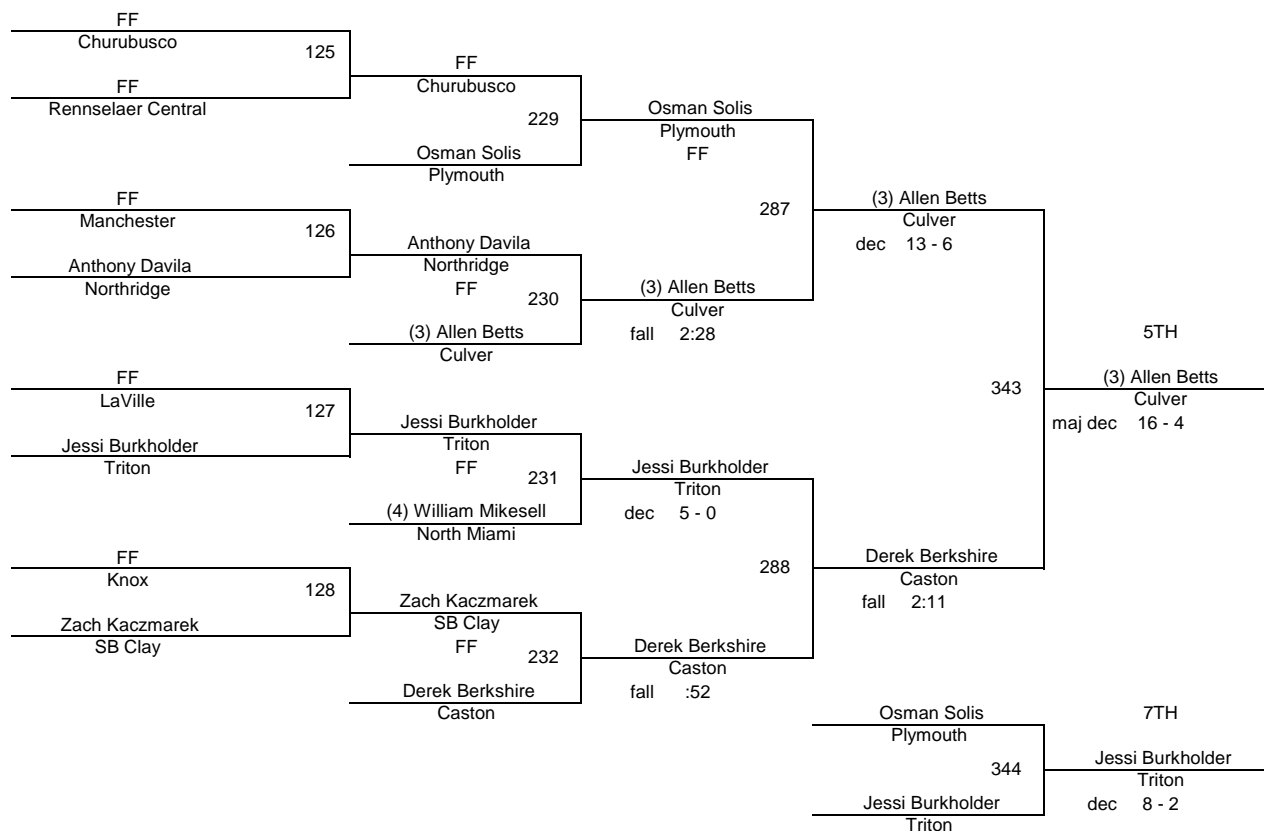 FF
Churubusco
125
FF
Rennselaer Central
FF
Churubusco
229
Osman Solis
Plymouth
Osman Solis
Plymouth
FF
FF
Manchester
126
Anthony Davila
Northridge
Anthony Davila
Northridge
FF
230
(3) Allen Betts
Culver
(3) Allen Betts
Culver
fall 2:28
287
(3) Allen Betts
Culver
dec 13 - 6
FF
LaVille
127
Jessi Burkholder
Triton
Jessi Burkholder
Triton
FF
231
(4) William Mikesell
North Miami
Jessi Burkholder
Triton
dec 5 - 0
FF
Knox
128
Zach Kaczmarek
SB Clay
Zach Kaczmarek
SB Clay
FF
232
Derek Berkshire
Caston
Derek Berkshire
Caston
fall :52
288
Derek Berkshire
Caston
fall 2:11
343
5TH
(3) Allen Betts
Culver
maj dec 16 - 4
Osman Solis
Plymouth
344
Jessi Burkholder
Triton
7TH
Jessi Burkholder
Triton
dec 8 - 2